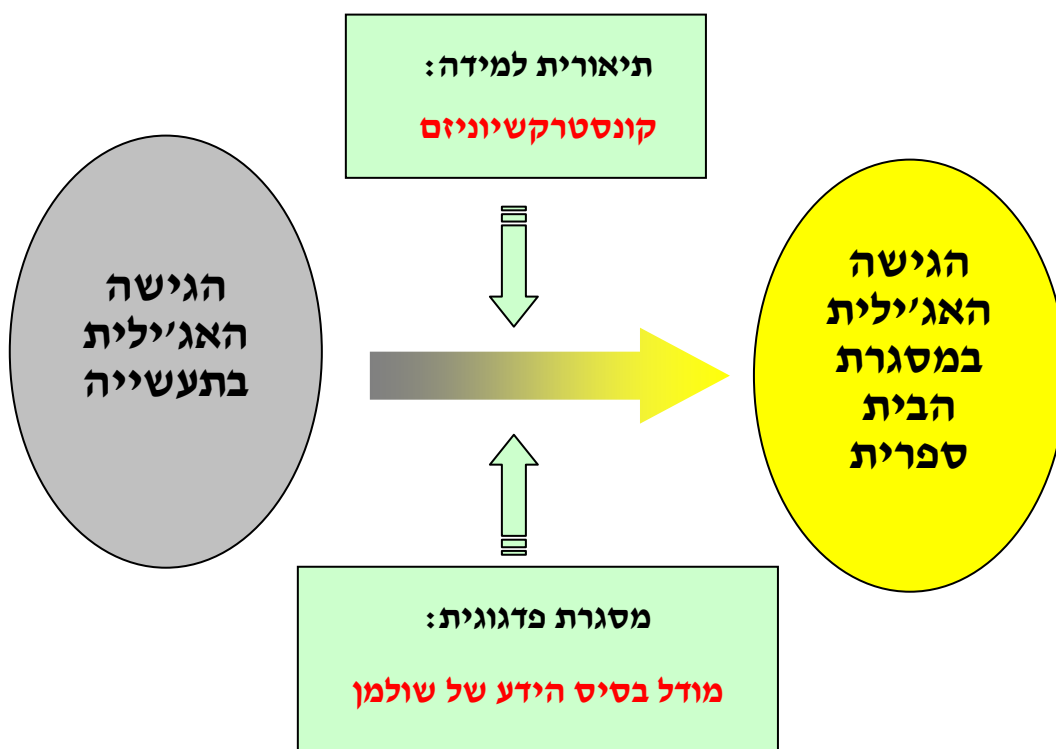 תיאורית למידה:
קונסטרקשיוניזם
הגישה
האג'ילית
במסגרת
הבית
ספרית
הגישה
האג'ילית
בתעשייה
מסגרת פדגוגית:
מודל בסיס הידע של שולמן